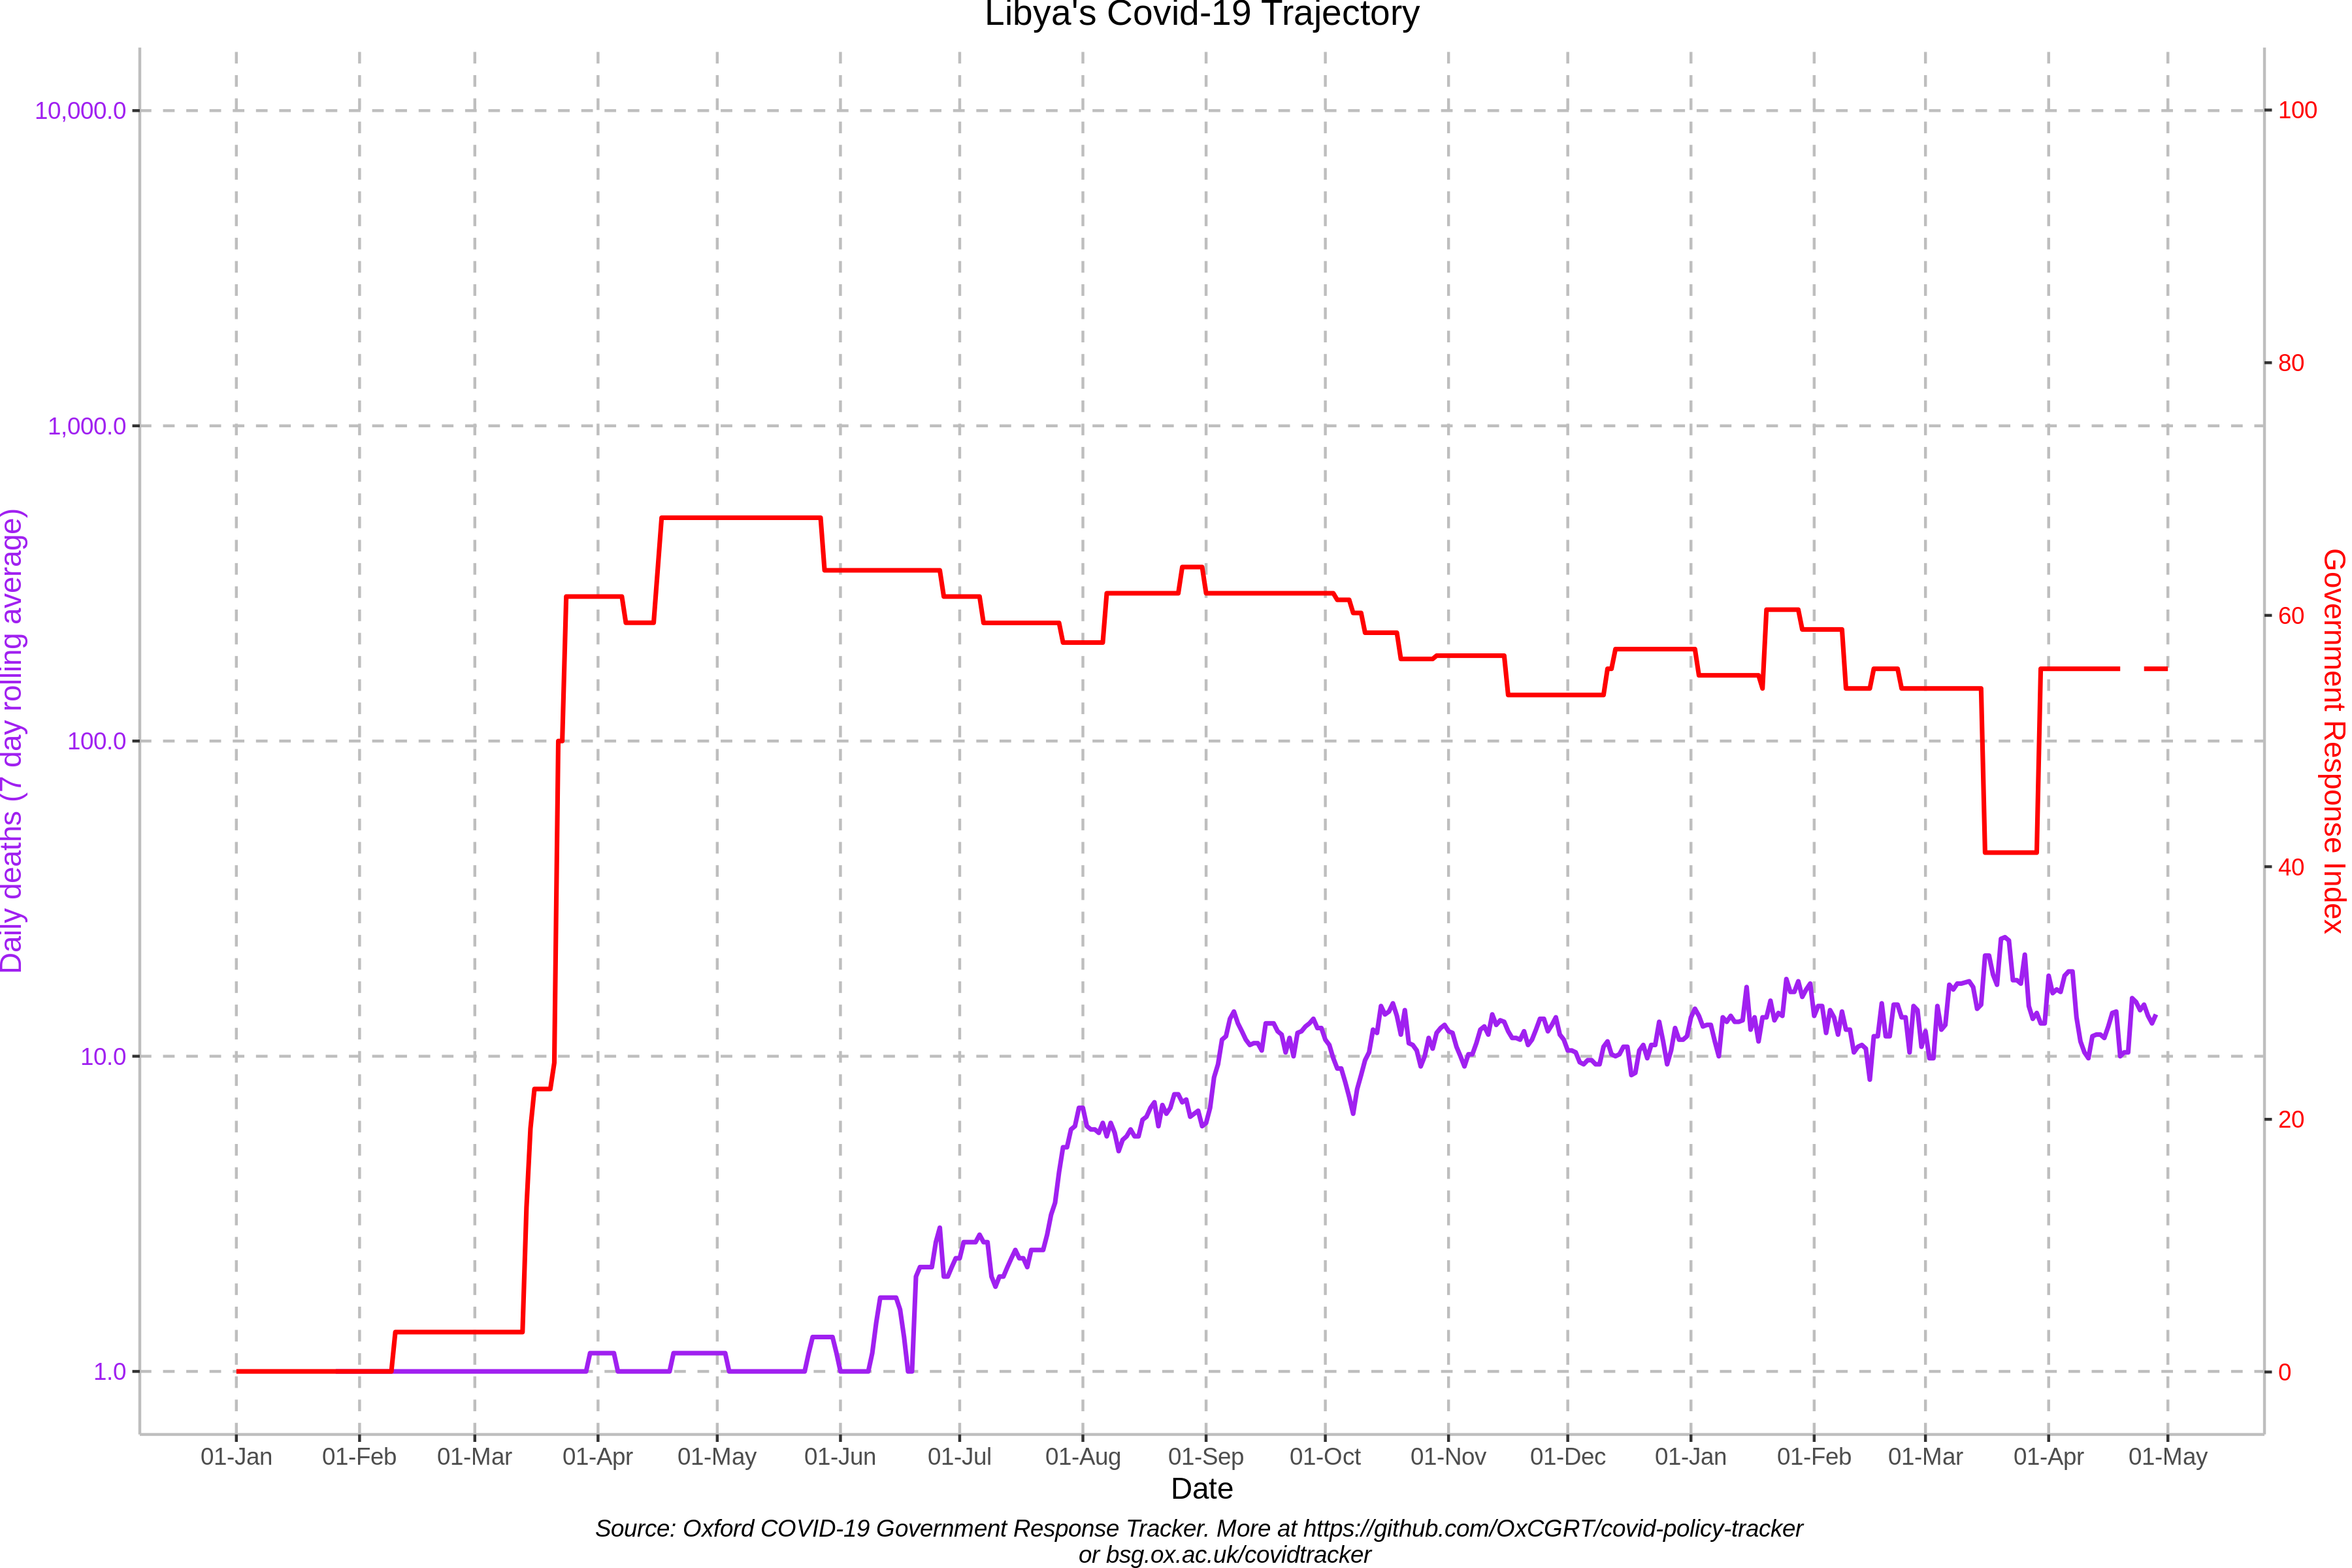 Libya's Covid-19 Trajectory
10,000.0
1,000.0
100.0
10.0
1.0
Daily deaths (7 day rolling average)
100
80
60
40
20
0
Government Response Index
01-Jan
01-Feb
01-Mar
01-Apr
01-May
01-Jun
01-Jul
01-Aug
01-Sep
01-Oct
01-Nov
01-Dec
01-Jan
01-Feb
01-Mar
01-Apr
01-May
Date
Source: Oxford COVID-19 Government Response Tracker. More at https://github.com/OxCGRT/covid-policy-tracker
or bsg.ox.ac.uk/covidtracker